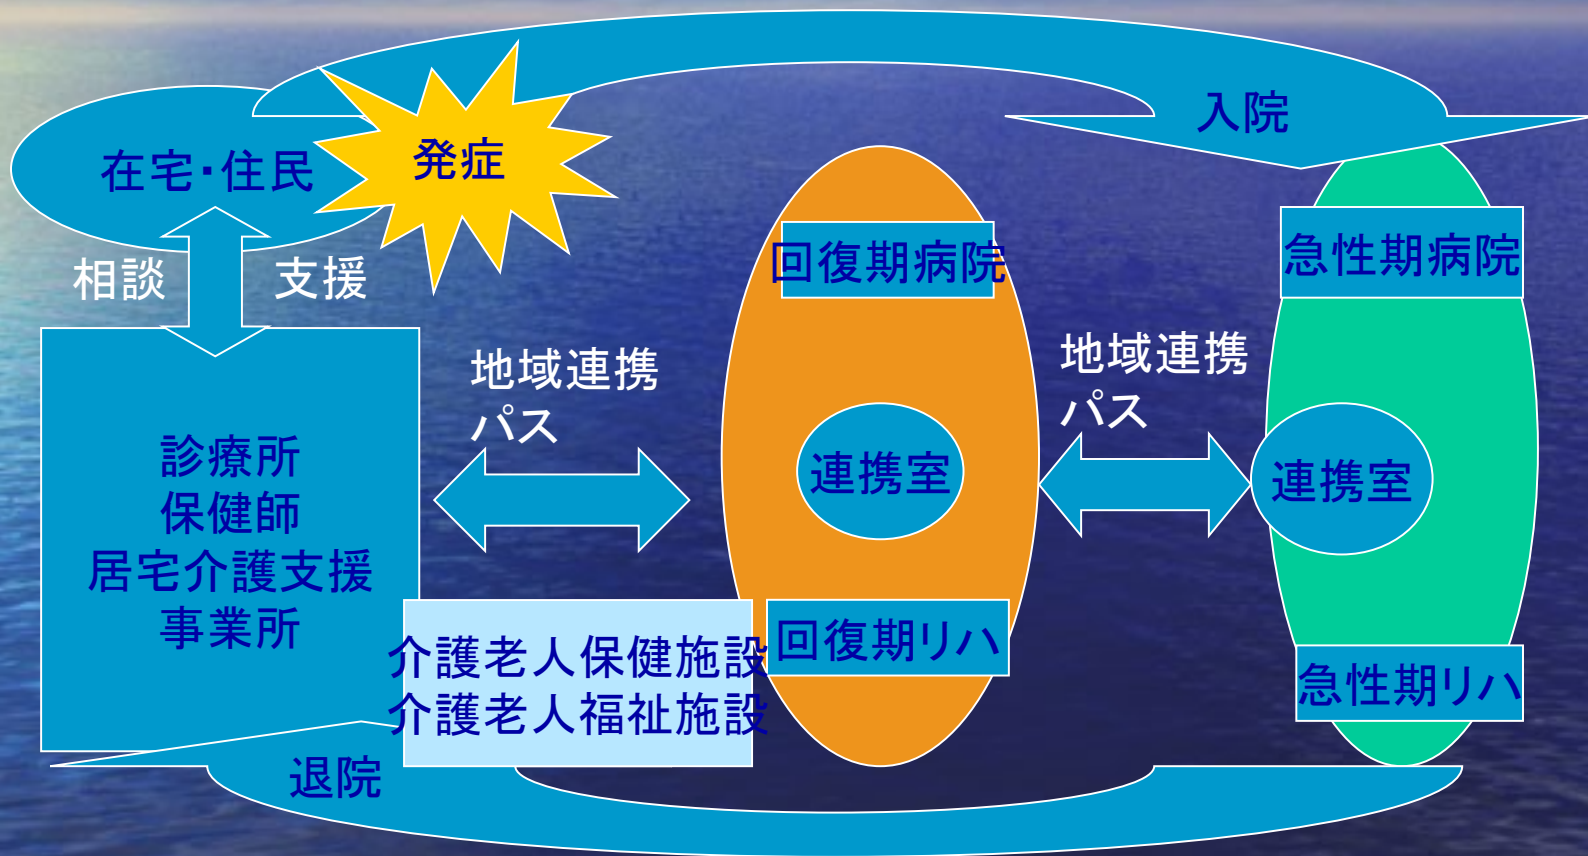 入院
発症
在宅・住民
相談
支援
回復期病院
急性期病院
地域連携
パス
地域連携
パス
診療所
保健師
居宅介護支援
事業所
連携室
連携室
介護老人保健施設
介護老人福祉施設
回復期リハ
急性期リハ
退院